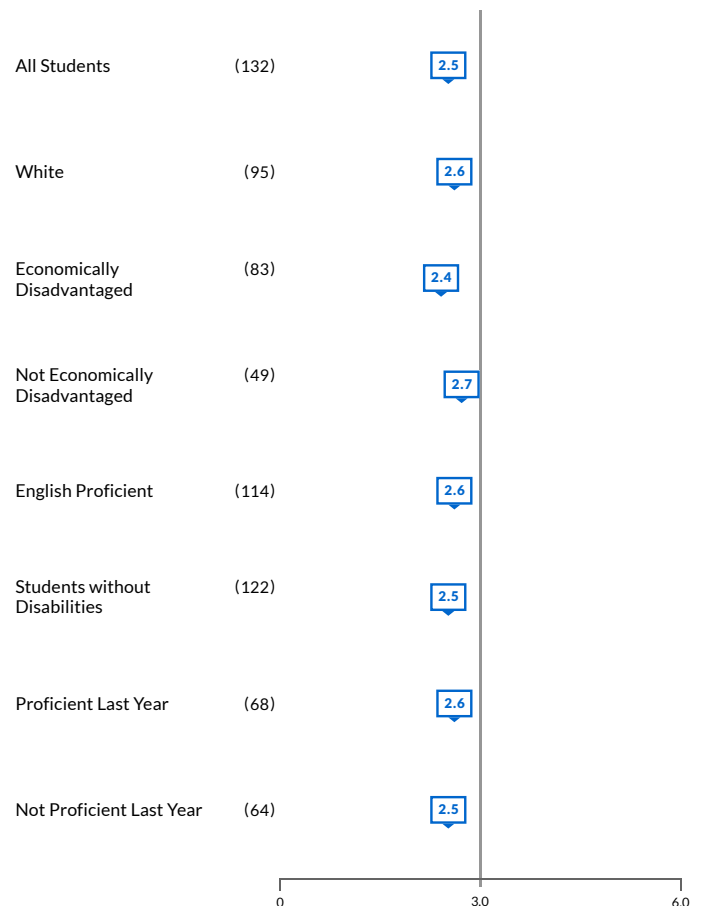 All Students (132) 2.5
White (95) 2.6
Economically (83) 2.4
Disadvantaged
Not Economically (49) 2.7
Disadvantaged
English Proficient (114) 2.6
Students without (122) 2.5
Disabilities
Proficient Last Year (68) 2.6
Not Proficient Last Year (64) 2.5
0 3.0 6.0